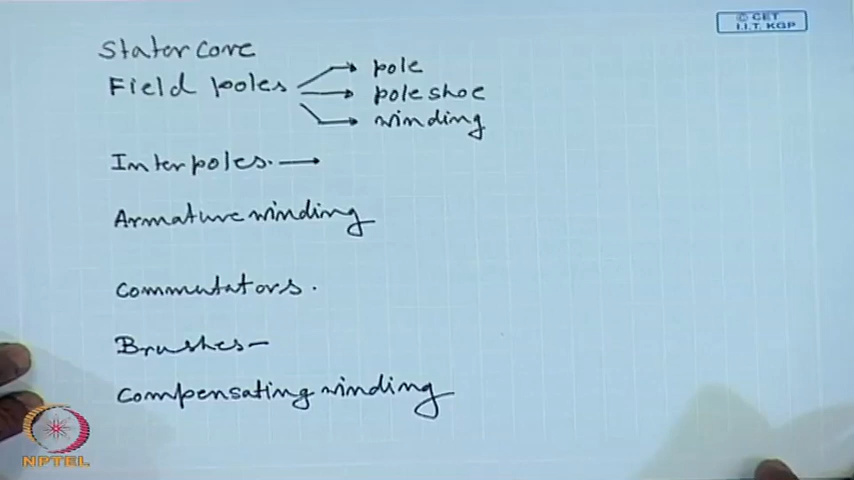 © CET
I.I.T. KGP
Stator core
Field poles → pole
→ pole shoe
→ winding
Interpoles. →
Armature winding
Commutators.
Brushes-
Compensating winding
NPTEL